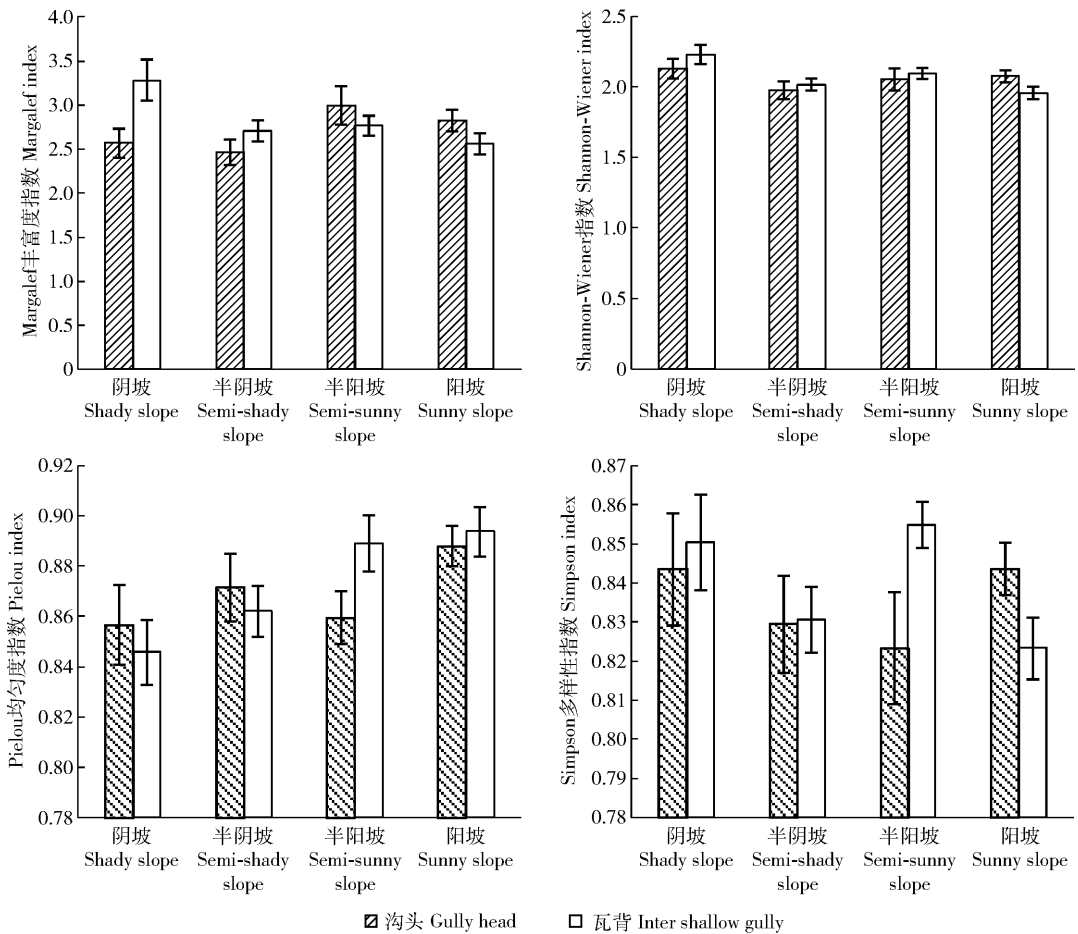 Margalef丰富度指数 Margalef index
4.0
3.5
3.0
2.5
2.0
1.5
1.0
0.5
0
阴坡 半阴坡 半阳坡 阳坡
Shady slope Semi-shady Semi-sunny Sunny slope
slope slope
Shannon-Wiener指数 Shannon-Wiener index
2.5
2.0
1.5
1.0
0.5
0
阴坡 半阴坡 半阳坡 阳坡
Shady slope Semi-shady Semi-sunny Sunny slope
slope slope
Pielou均匀度指数 Pielou index
0.92
0.90
0.88
0.86
0.84
0.82
0.80
0.78
阴坡 半阴坡 半阳坡 阳坡
Shady slope Semi-shady Semi-sunny Sunny slope
slope slope
Simpson多样性指数 Simpson index
0.87
0.86
0.85
0.84
0.83
0.82
0.81
0.80
0.79
0.78
阴坡 半阴坡 半阳坡 阳坡
Shady slope Semi-shady Semi-sunny Sunny slope
slope slope
沟头 Gully head 瓦背 Inter shallow gully